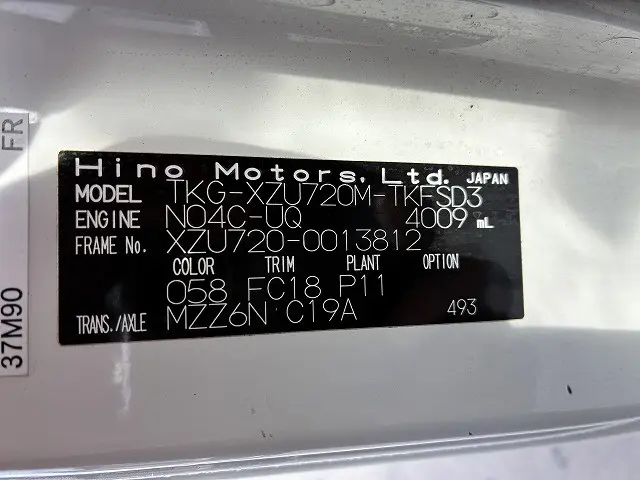 Hino Motors, Ltd. JAPAN
MODEL TKG-XZU720M-TKFSD3
ENGINE N04C-UQ 4009 mL
FRAME No. XZU720-0013812
COLOR TRIM PLANT OPTION
058 FC18 P11
TRANS./AXLE MZZ6N C19A 493
37M90 FR